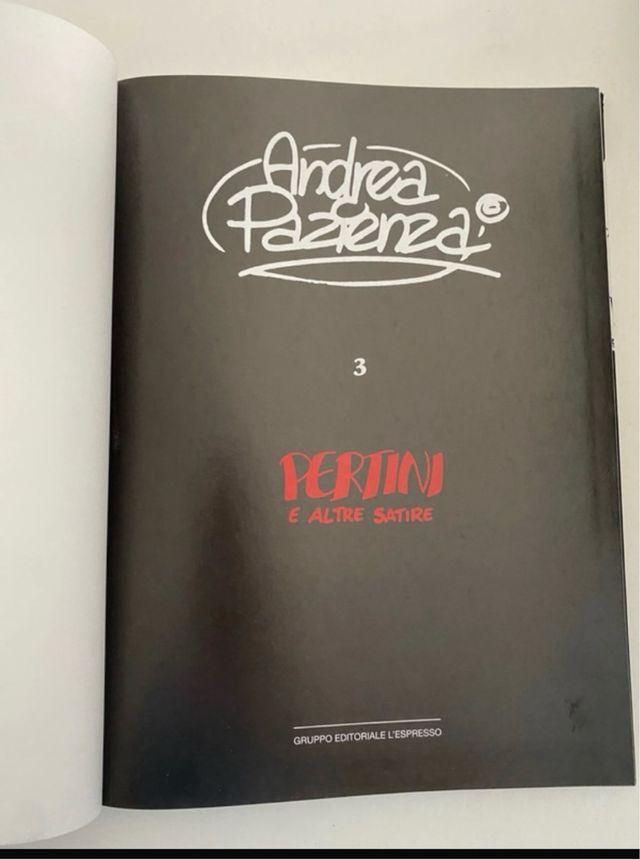 Andrea
Pazienza
3
PERTINI
E ALTRE SATIRE
GRUPPO EDITORIALE L'ESPRESSO